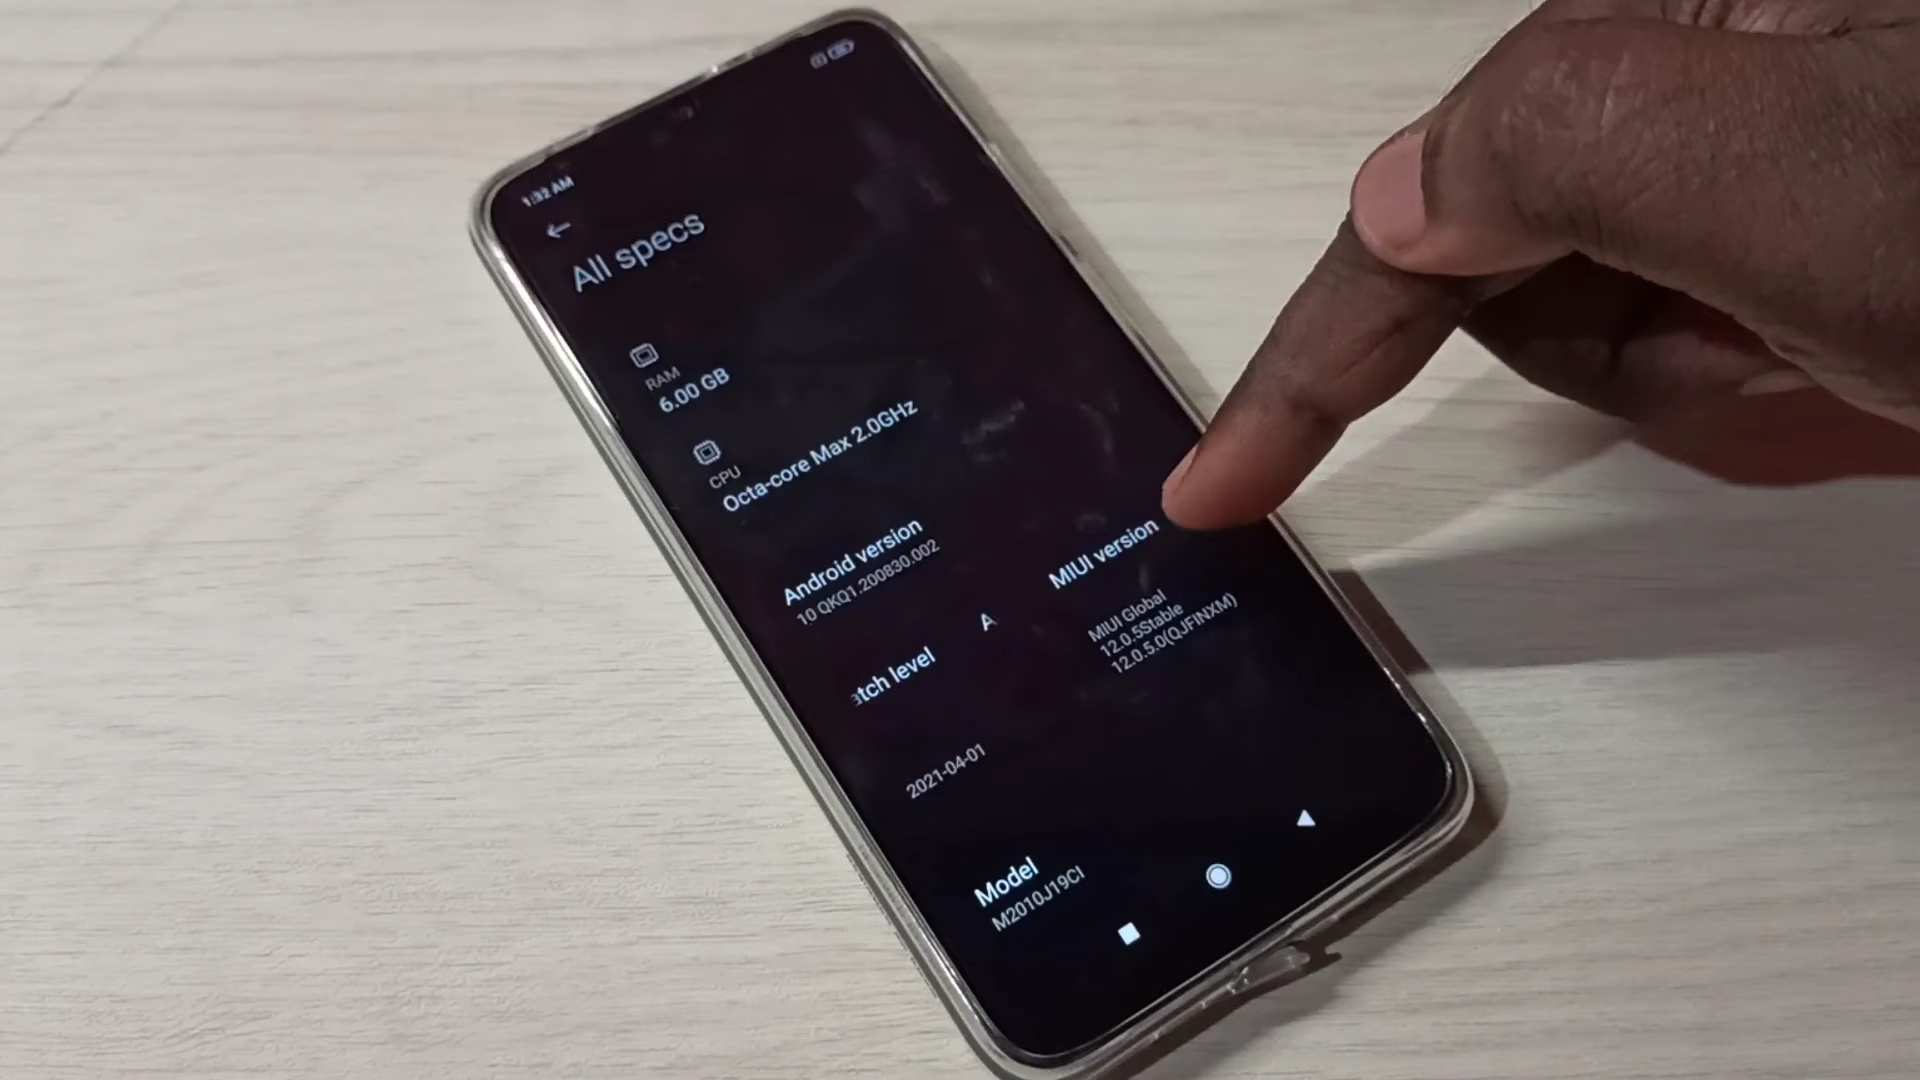 1:32 AM
All specs
RAM
6.00 GB
CPU
Octa-core Max 2.0GHz
Android version
10 QKQ1.200830.002
MIUI version
MIUI Global
12.0.5Stable
12.0.5.0(QJFINXM)
atch level
A
2021-04-01
Model
M2010J19CI